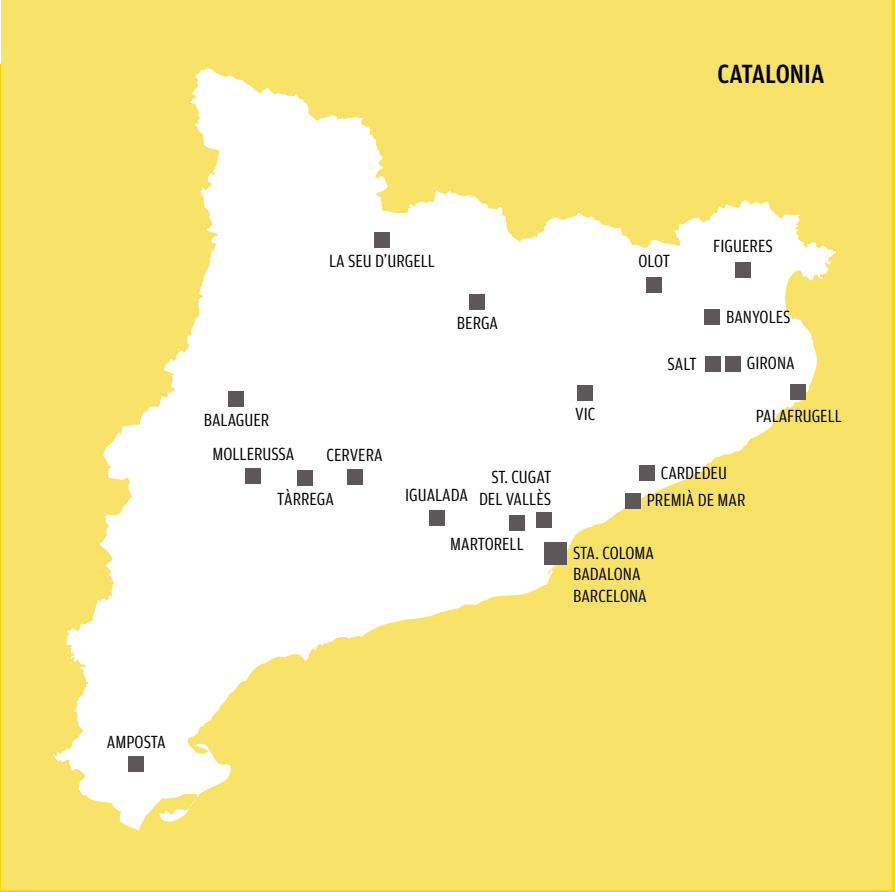 CATALONIA
FIGUERES
OLOT
LA SEU D'URGELL
BANYOLES
BERGA
SALT
GIRONA
VIC
PALAFRUGELL
BALAGUER
MOLLERUSSA
CERVERA
TÀRREGA
ST. CUGAT
DEL VALLÈS
CARDEDEU
IGUALADA
PREMIÀ DE MAR
MARTORELL
STA. COLOMA
BADALONA
BARCELONA
AMPOSTA